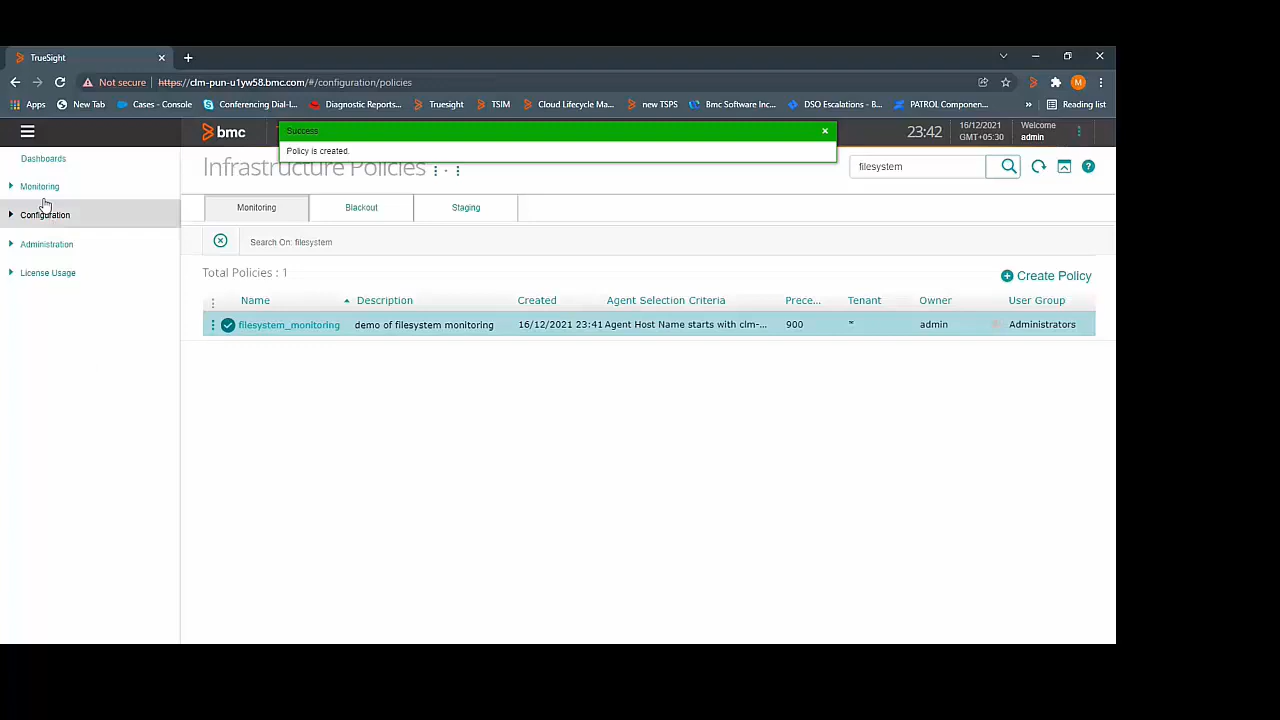 TrueSight
Not secure https://clm-pun-u1yw58.bmc.com/#/configuration/policies M
Apps New Tab Cases - Console Conferencing Dial-I... Diagnostic Reports... Truesight TSIM Cloud Lifecycle Ma... new TSPS Bmc Software Inc... DSO Escalations - B... PATROL Componen... » Reading list
bmc
Success
23:42
16/12/2021
GMT+05:30
Welcome
admin
Policy is created.
Dashboards
Monitoring
Configuration
Administration
License Usage
Infrastructure Policies
filesystem
Monitoring Blackout Staging
Search On: filesystem
Total Policies : 1
Create Policy
Name Description Created Agent Selection Criteria Prece... Tenant Owner User Group
filesystem_monitoring demo of filesystem monitoring 16/12/2021 23:41 Agent Host Name starts with clm-... 900 * admin Administrators